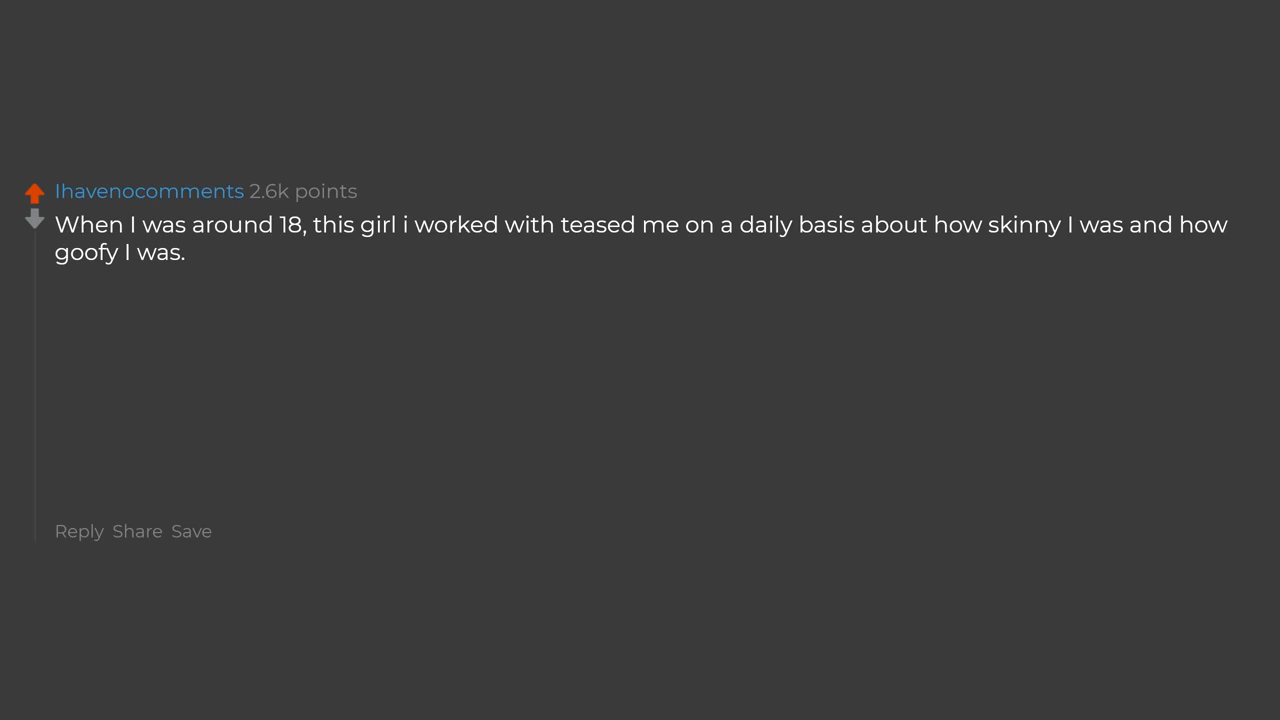 Ihavenocomments 2.6k points
When I was around 18, this girl i worked with teased me on a daily basis about how skinny I was and how
goofy I was.
Reply Share Save